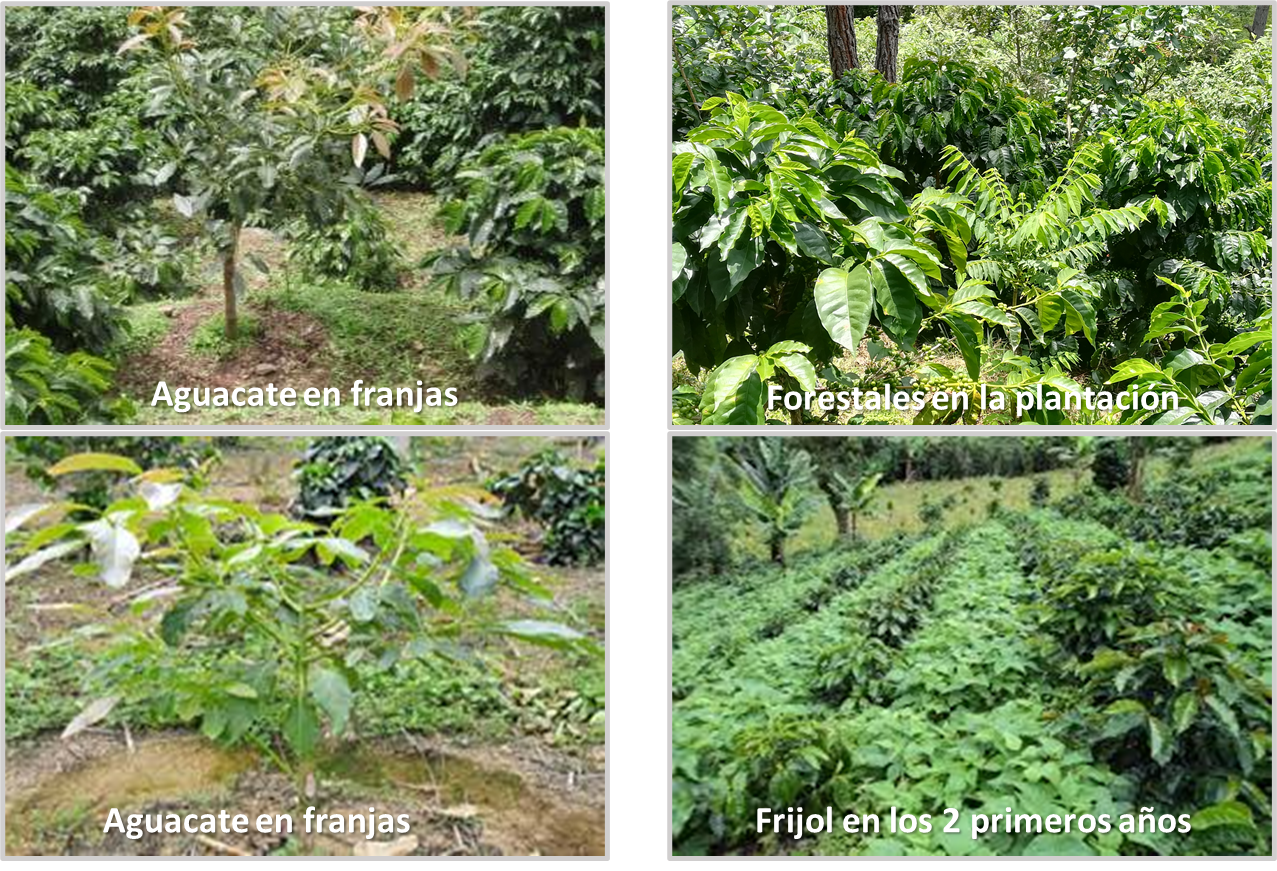 Aguacate en franjas
Forestales en la plantación
Aguacate en franjas
Frijol en los 2 primeros años